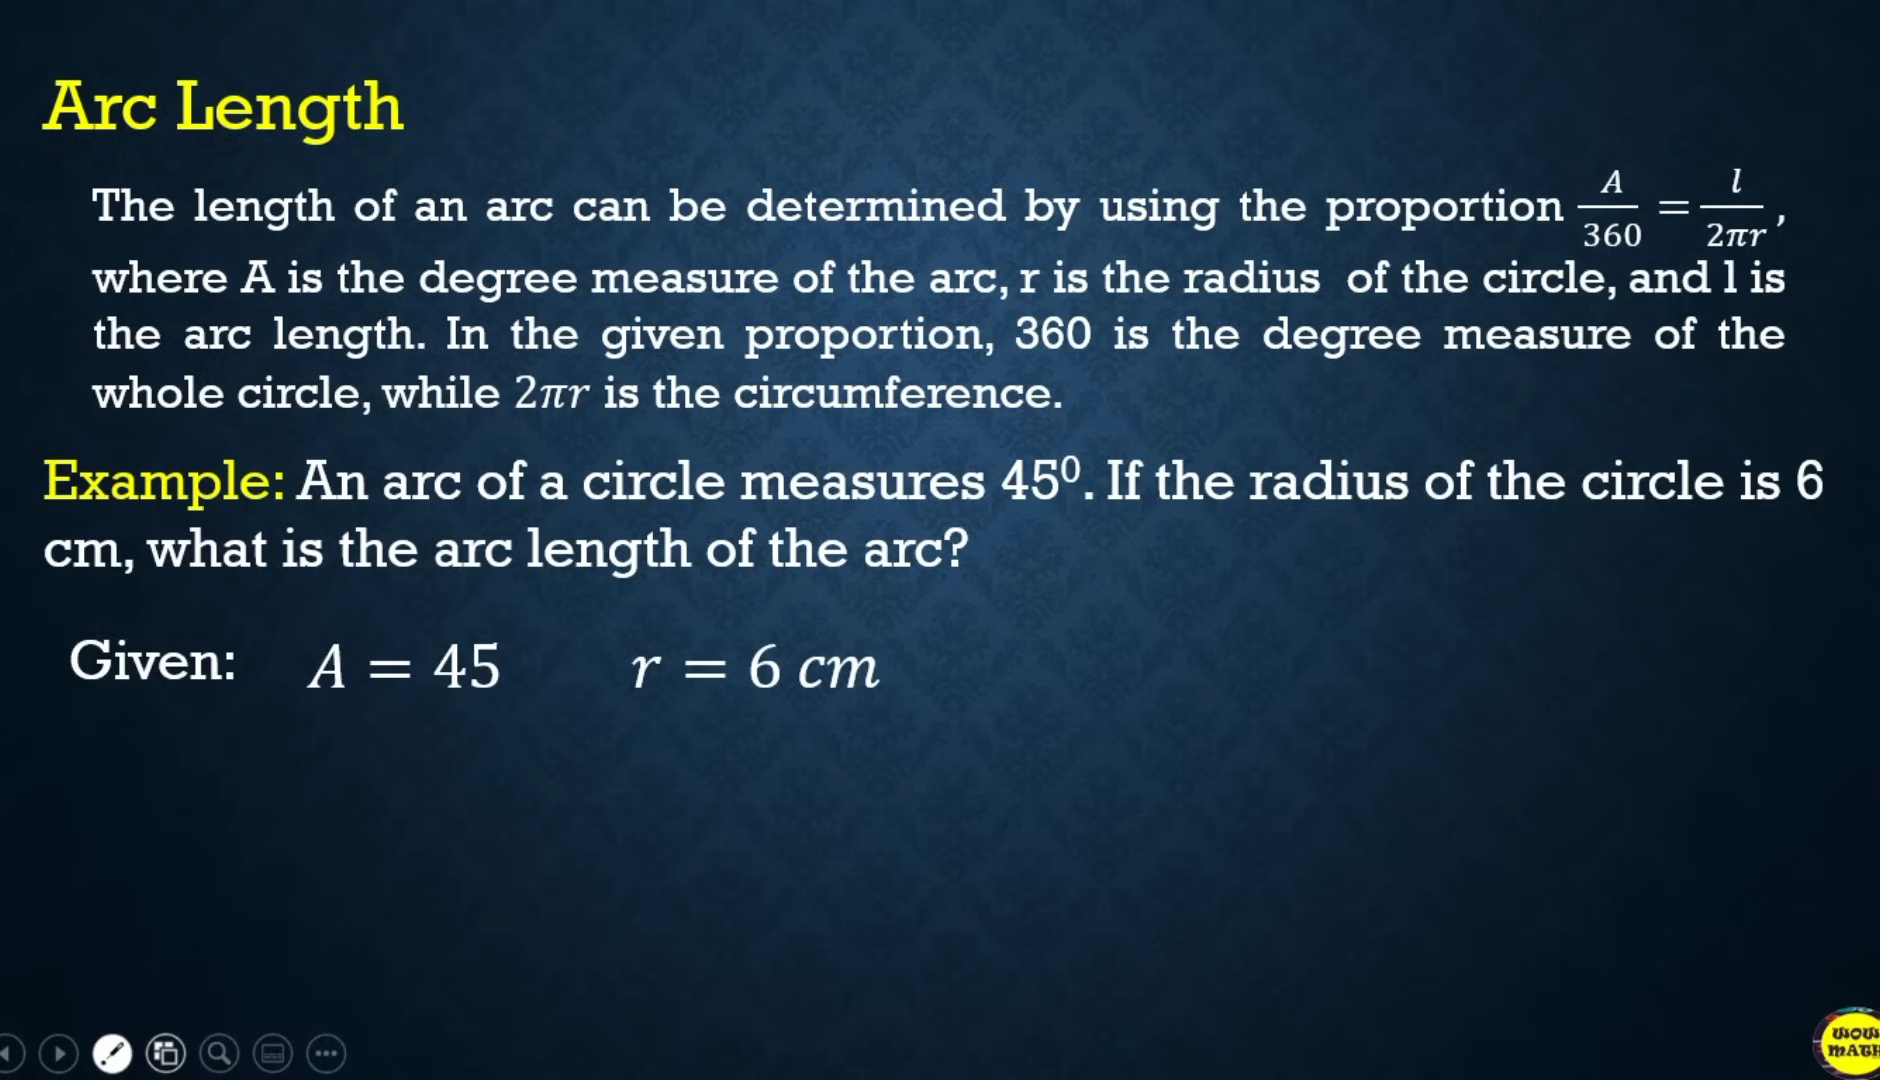 Arc Length
The length of an arc can be determined by using the proportion A/360 = l/2πr,
where A is the degree measure of the arc, r is the radius of the circle, and l is
the arc length. In the given proportion, 360 is the degree measure of the
whole circle, while 2πr is the circumference.
Example: An arc of a circle measures 45⁰. If the radius of the circle is 6
cm, what is the arc length of the arc?
Given: A = 45 r = 6 cm
WOW
MATH